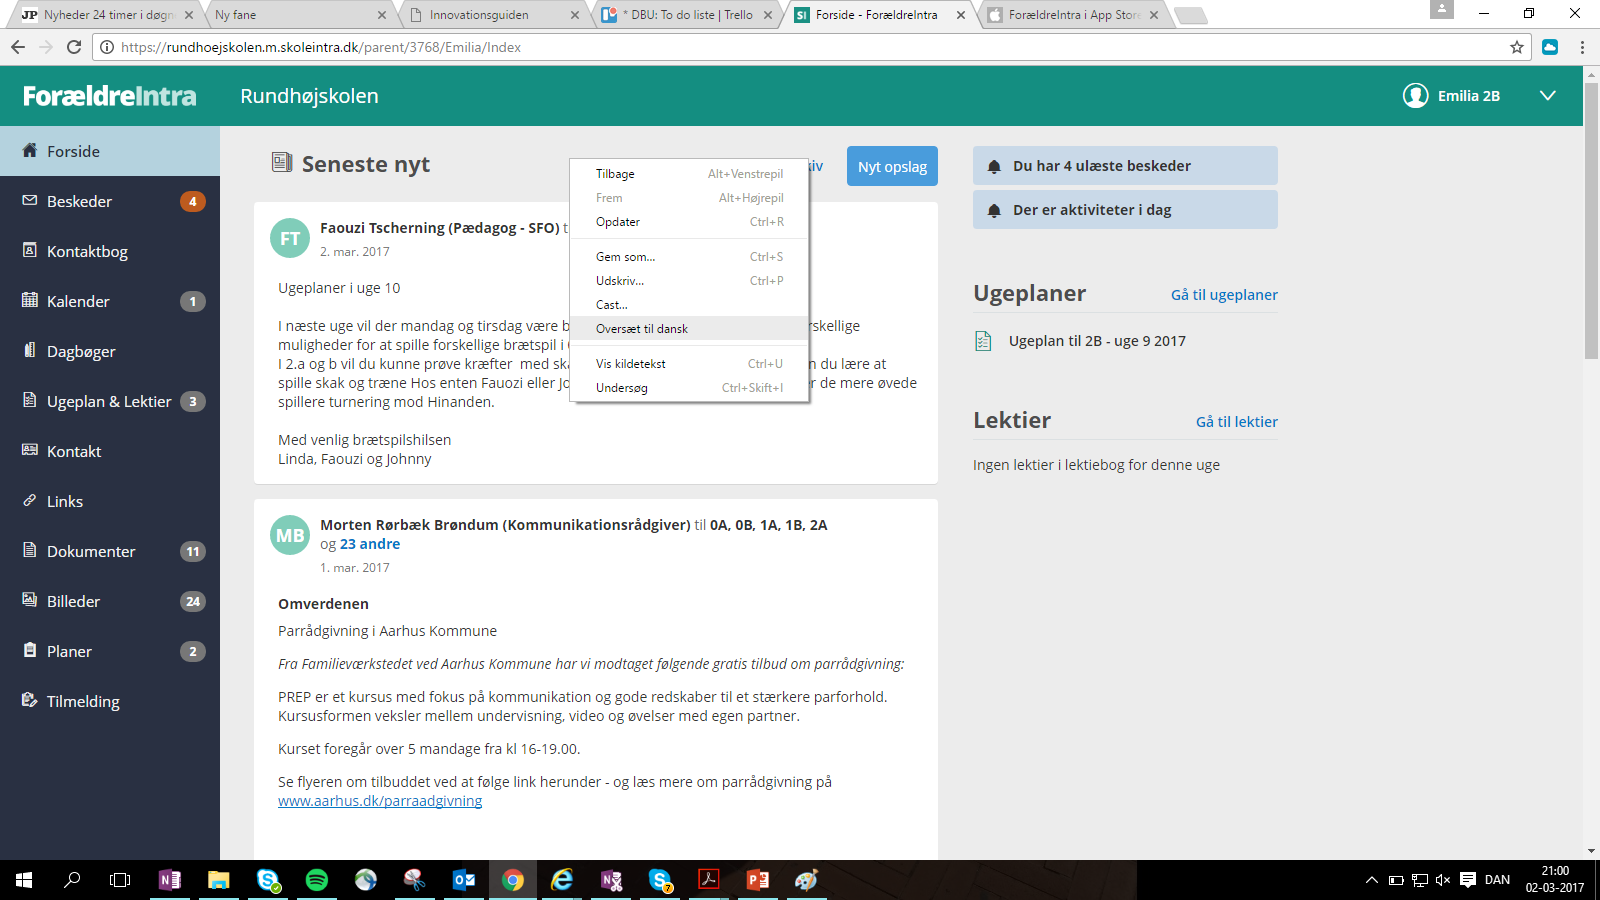 JP Nyheder 24 timer i døgn
Ny fane
Innovationsguiden
* DBU: To do liste | Trello
SI Forside - ForældreIntra
ForældreIntra i App Store
https://rundhoejskolen.m.skoleintra.dk/parent/3768/Emilia/Index
ForældreIntra
Rundhøjskolen
Emilia 2B
Forside
Beskeder 4
Kontaktbog
Kalender 1
Dagbøger
Ugeplan & Lektier 3
Kontakt
Links
Dokumenter 11
Billeder 24
Planer 2
Tilmelding
Seneste nyt
iv
Nyt opslag
FT
Faouzi Tscherning (Pædagog - SFO) t
2. mar. 2017
Ugeplaner i uge 10
I næste uge vil der mandag og tirsdag være b rskellige
muligheder for at spille forskellige brætspil i
I 2.a og b vil du kunne prøve kræfter med ska n du lære at
spille skak og træne Hos enten Fauozi eller Jo r de mere øvede
spillere turnering mod Hinanden.
Med venlig brætspilshilsen
Linda, Faouzi og Johnny
Tilbage Alt+Venstrepil
Frem Alt+Højrepil
Opdater Ctrl+R
Gem som... Ctrl+S
Udskriv... Ctrl+P
Cast...
Oversæt til dansk
Vis kildetekst Ctrl+U
Undersøg Ctrl+Skift+I
MB
Morten Rørbæk Brøndum (Kommunikationsrådgiver) til 0A, 0B, 1A, 1B, 2A
og 23 andre
1. mar. 2017
Omverdenen
Parrådgivning i Aarhus Kommune
Fra Familieværkstedet ved Aarhus Kommune har vi modtaget følgende gratis tilbud om parrådgivning:
PREP er et kursus med fokus på kommunikation og gode redskaber til et stærkere parforhold.
Kursusformen veksler mellem undervisning, video og øvelser med egen partner.
Kurset foregår over 5 mandage fra kl 16-19.00.
Se flyeren om tilbuddet ved at følge link herunder - og læs mere om parrådgivning på
www.aarhus.dk/parraadgivning
Du har 4 ulæste beskeder
Der er aktiviteter i dag
Ugeplaner
Gå til ugeplaner
Ugeplan til 2B - uge 9 2017
Lektier
Gå til lektier
Ingen lektier i lektiebog for denne uge
DAN
21:00
02-03-2017